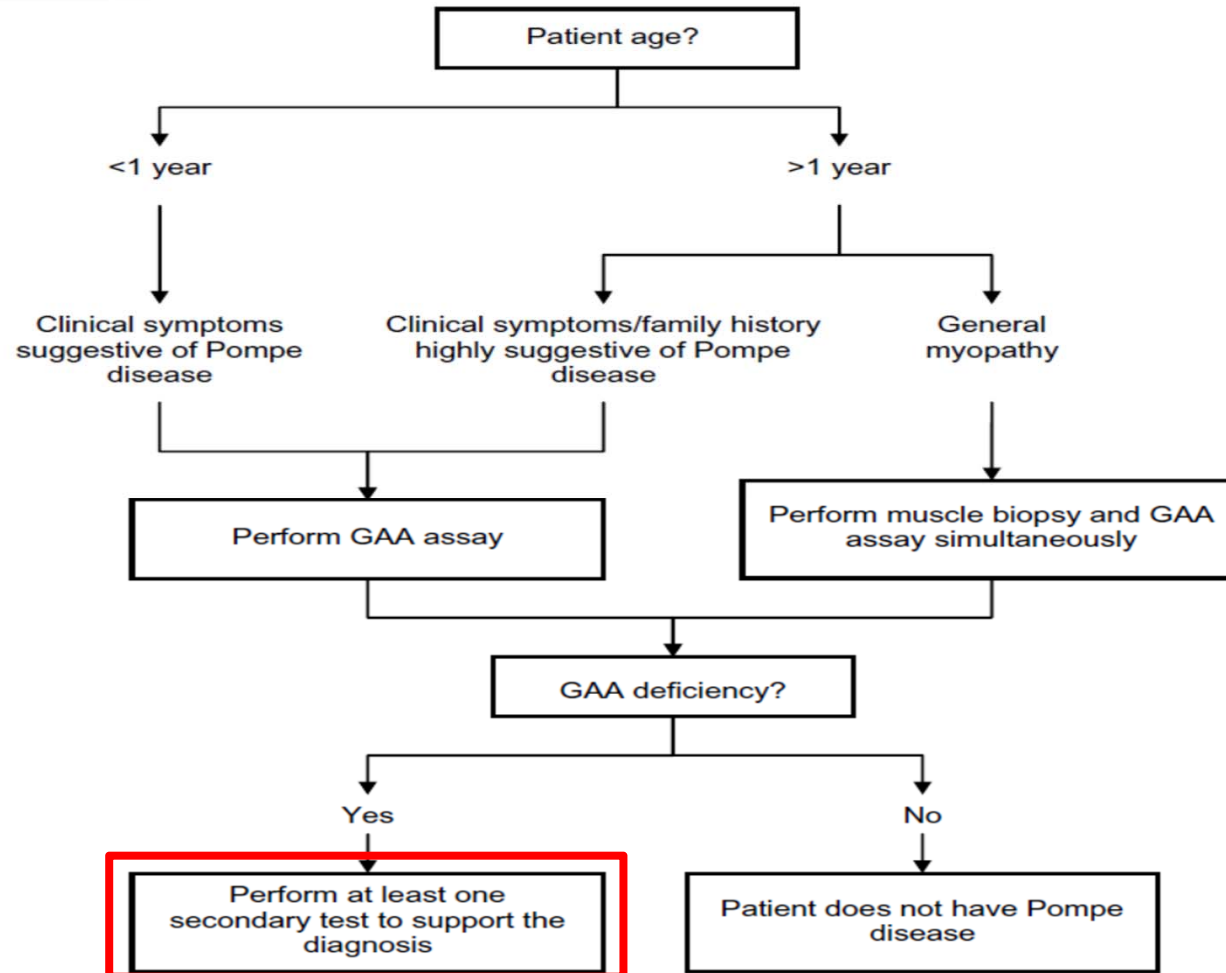 Patient age?
<1 year
>1 year
Clinical symptoms
suggestive of Pompe
disease
Clinical symptoms/family history
highly suggestive of Pompe
disease
General
myopathy
Perform GAA assay
Perform muscle biopsy and GAA
assay simultaneously
GAA deficiency?
Yes
No
Perform at least one
secondary test to support the
diagnosis
Patient does not have Pompe
disease